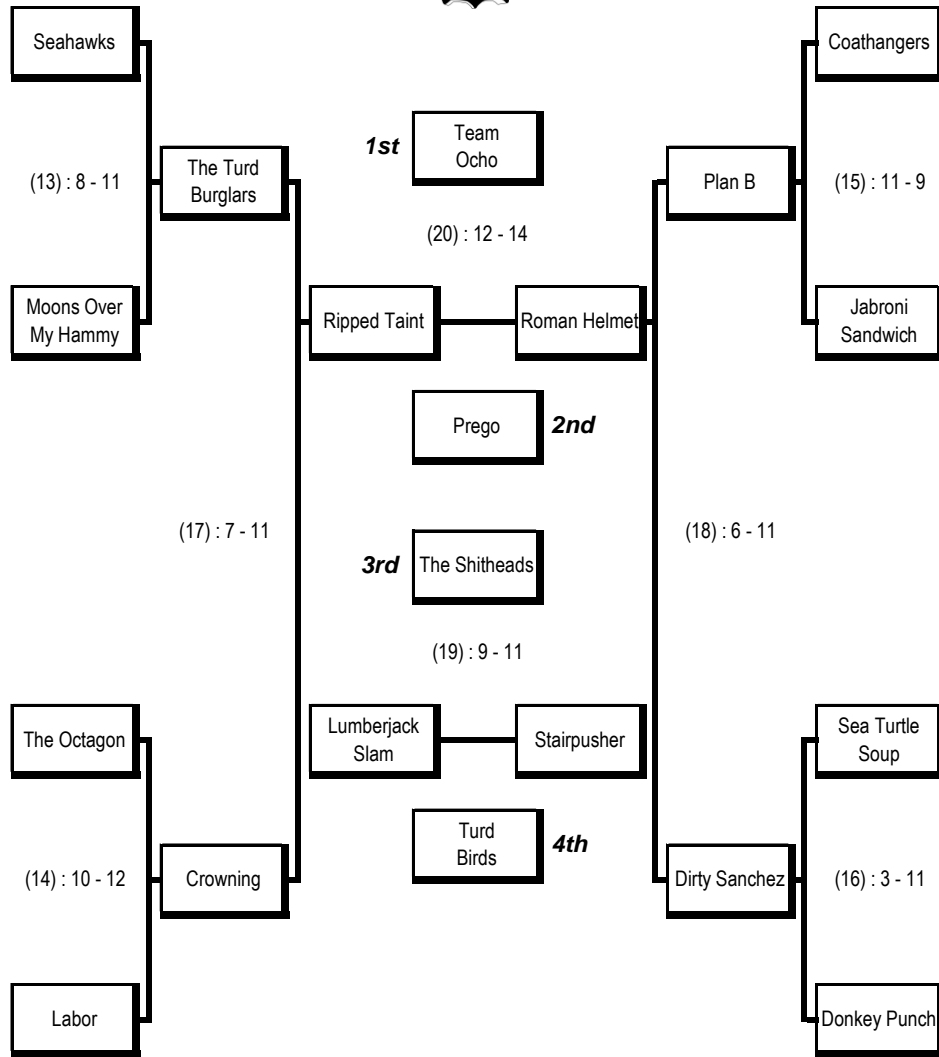 Seahawks
Coathangers
1st
Team
Ocho
(13) : 8 - 11
The Turd
Burglars
Plan B
(15) : 11 - 9
(20) : 12 - 14
Moons Over
My Hammy
Ripped Taint
Roman Helmet
Jabroni
Sandwich
Prego
2nd
(17) : 7 - 11
(18) : 6 - 11
3rd
The Shitheads
(19) : 9 - 11
The Octagon
Lumberjack
Slam
Stairpusher
Sea Turtle
Soup
Turd
Birds
4th
(14) : 10 - 12
Crowning
Dirty Sanchez
(16) : 3 - 11
Labor
Donkey Punch